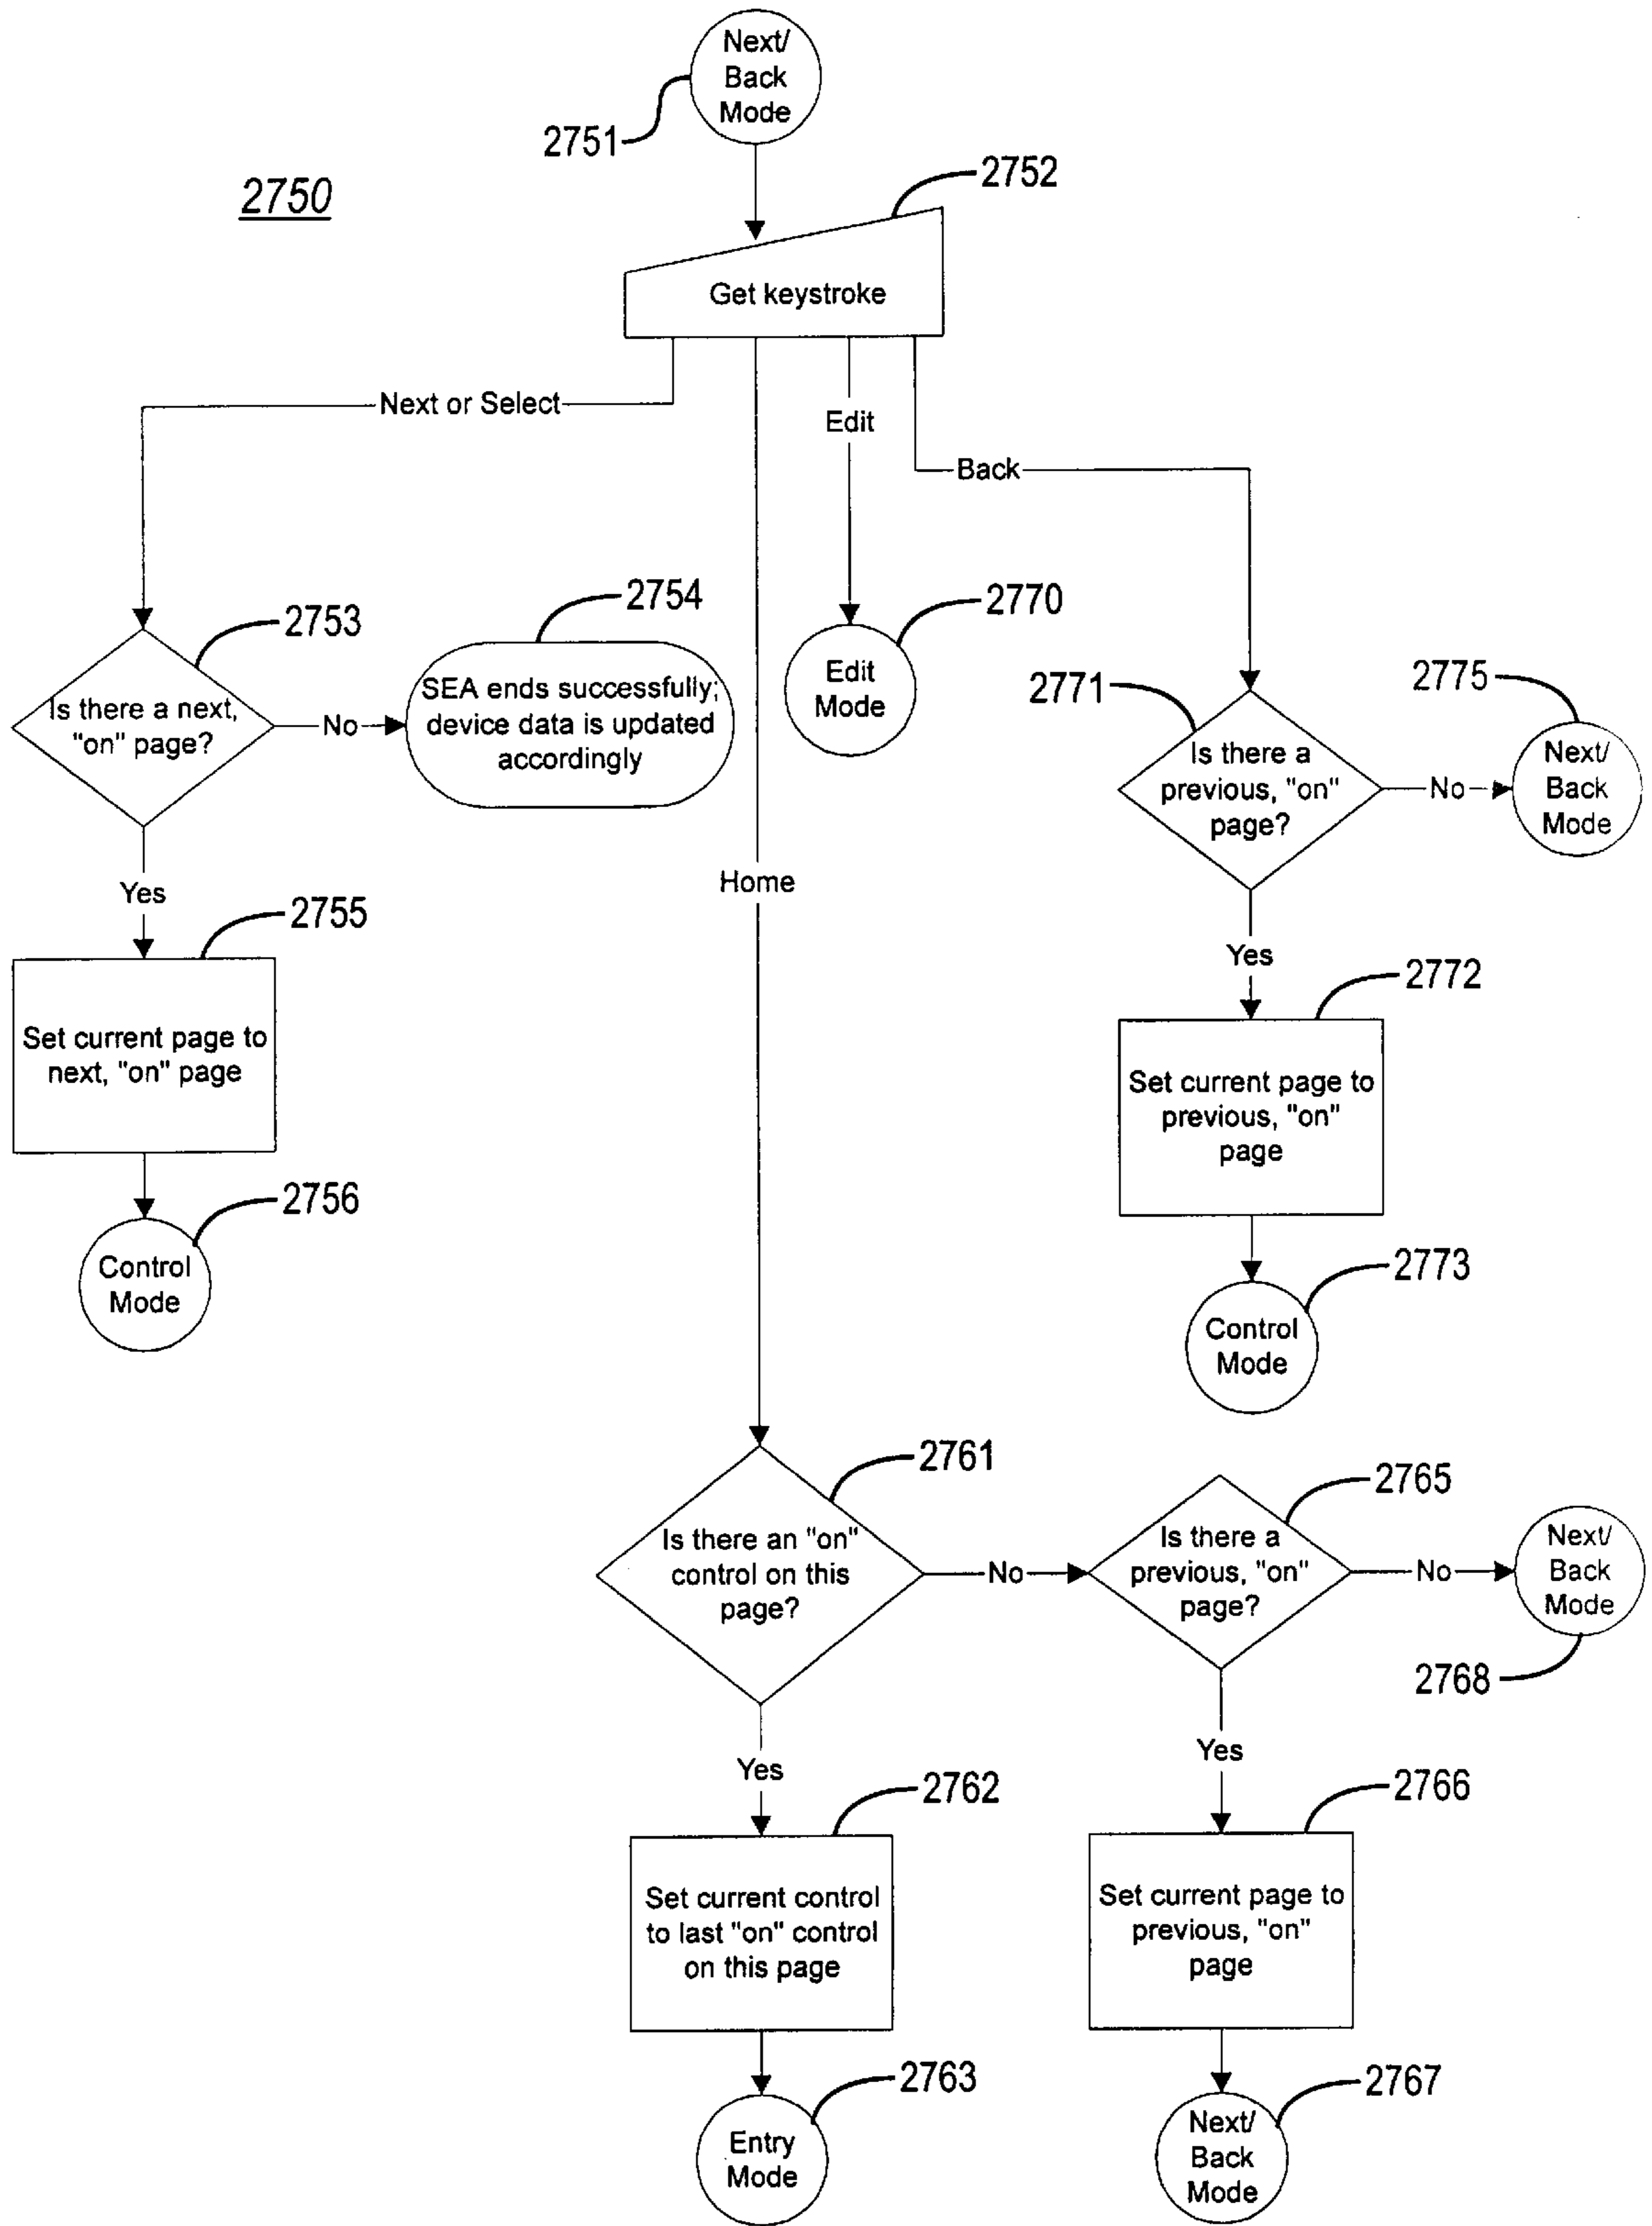 Next/
Back
Mode
2751
2752
2750
Get keystroke
Next or Select
Edit
Back
2754
2770
2753
2771
2775
Is there a next,
"on" page?
No
SEA ends successfully;
device data is updated
accordingly
Edit
Mode
Is there a
previous, "on"
page?
No
Next/
Back
Mode
Yes
Home
2755
Yes
2772
Set current page to
next, "on" page
Set current page to
previous, "on"
page
2756
Control
Mode
2773
Control
Mode
2761
2765
Is there an "on"
control on this
page?
No
Is there a
previous, "on"
page?
No
Next/
Back
Mode
2768
Yes
Yes
2762
2766
Set current control
to last "on" control
on this page
Set current page to
previous, "on"
page
2763
2767
Entry
Mode
Next/
Back
Mode